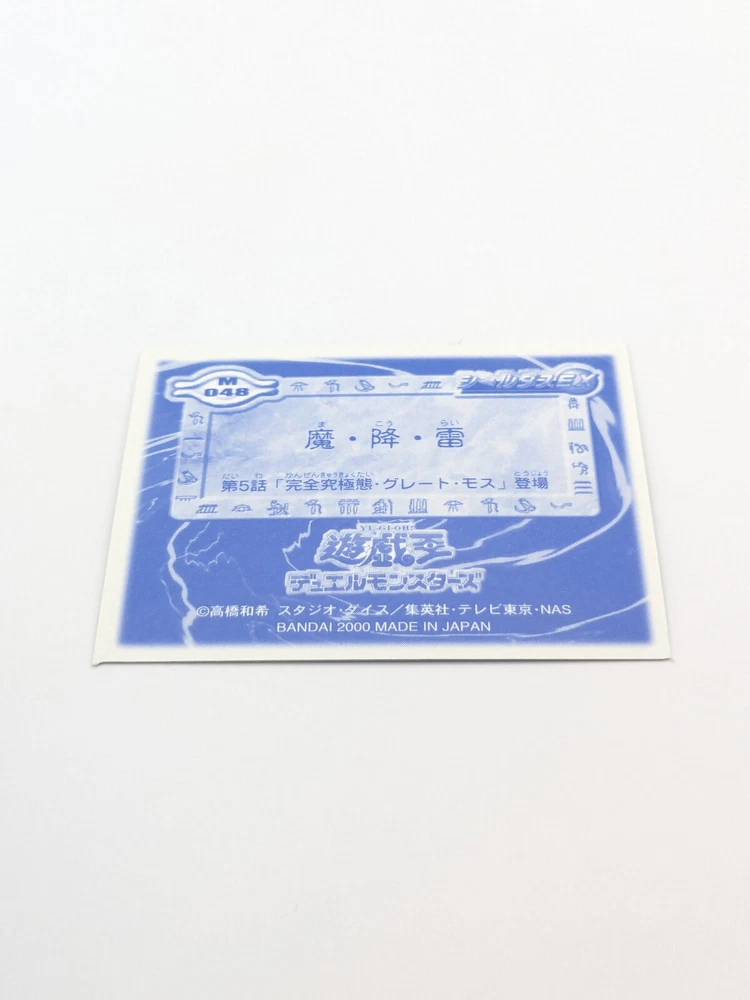 M
048
シールダスEX
ま こう らい
魔・降・雷
だい わ かんぜんきゅうきょくたい とうじょう
第5話「完全究極態・グレート・モス」登場
YU-GI-OH!
遊戯王
デュエルモンスターズ
©高橋和希 スタジオ・ダイス/集英社・テレビ東京・NAS
BANDAI 2000 MADE IN JAPAN